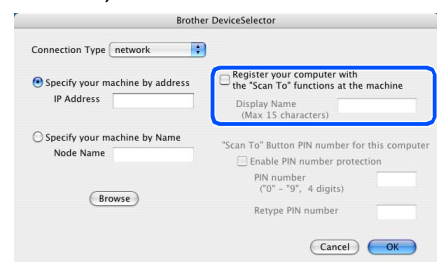 Brother DeviceSelector
Connection Type network
Specify your machine by address
IP Address
Specify your machine by Name
Node Name
Browse
Register your computer with
the "Scan To" functions at the machine
Display Name
(Max 15 characters)
"Scan To" Button PIN number for this computer
Enable PIN number protection
PIN number
("0" ~ "9", 4 digits)
Retype PIN number
Cancel OK